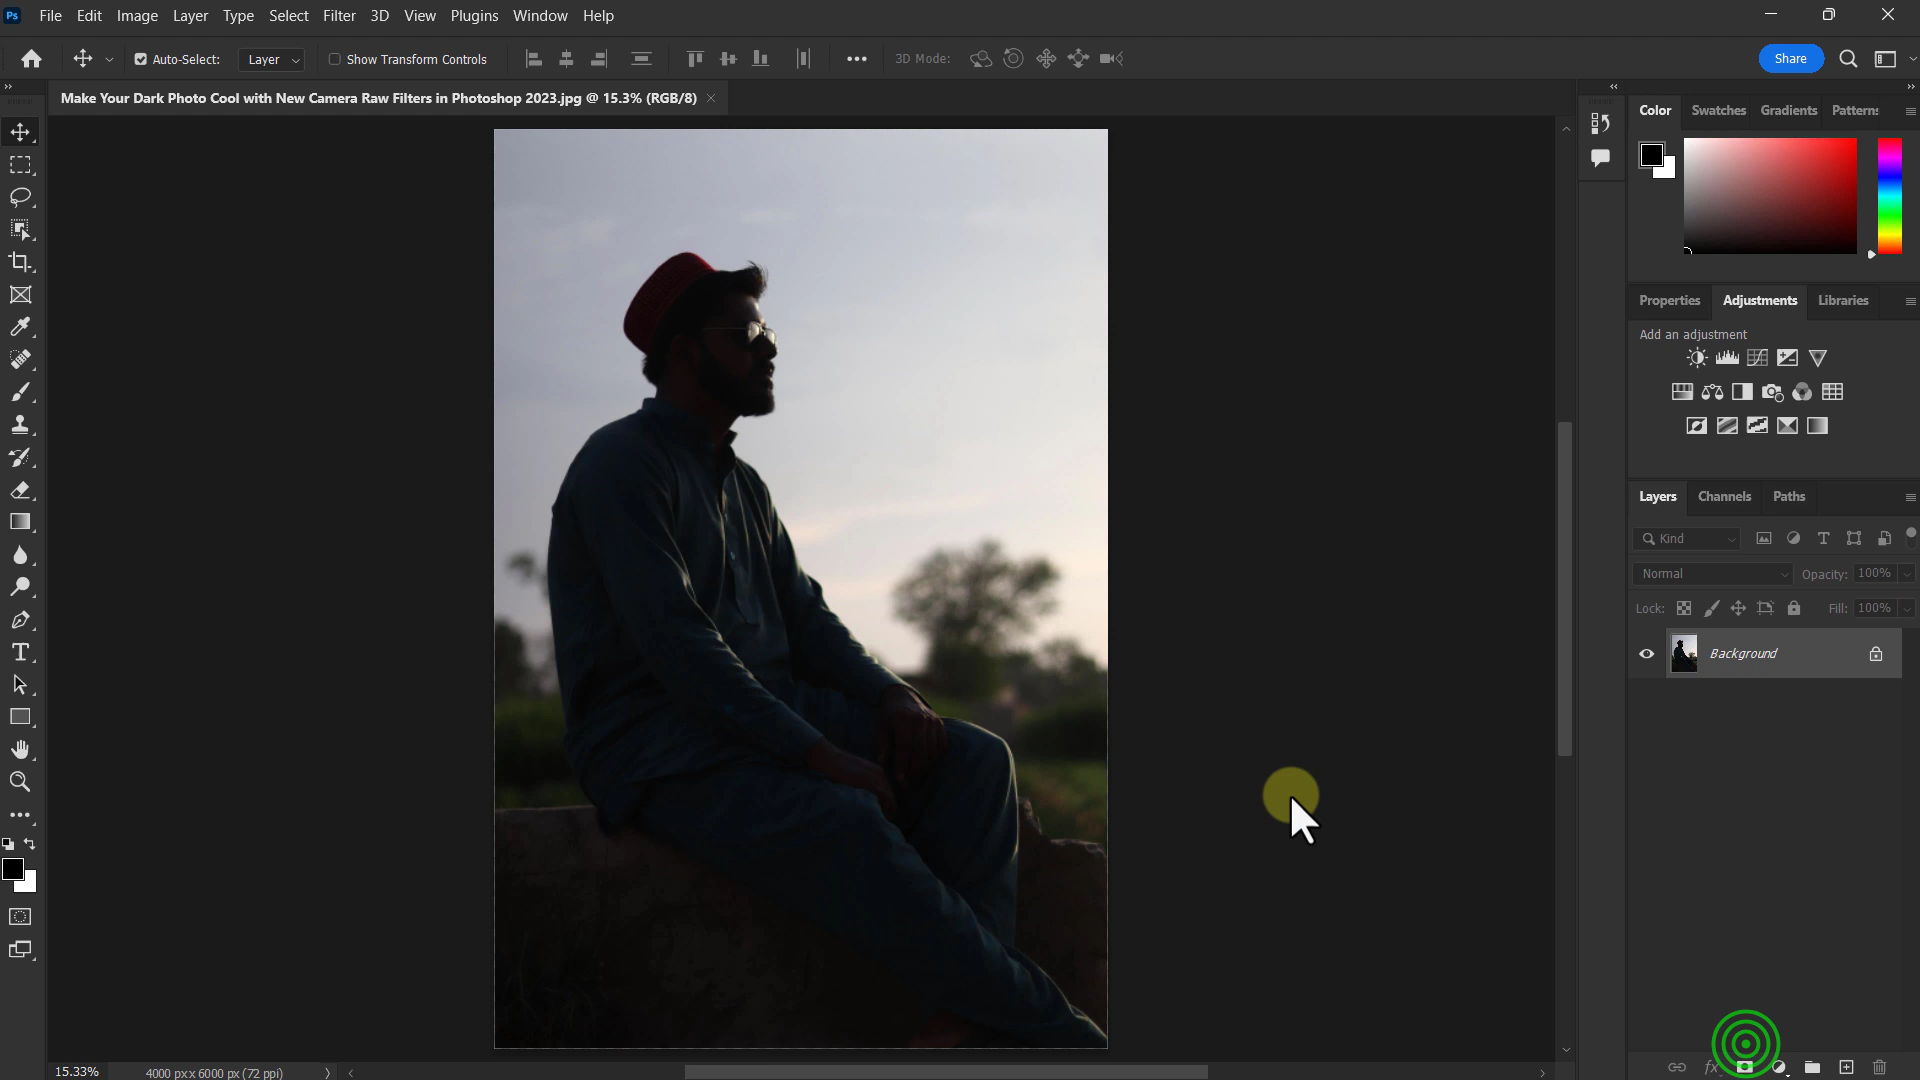 Ps File Edit Image Layer Type Select Filter 3D View Plugins Window Help
Auto-Select: Layer Show Transform Controls 3D Mode: Share
Make Your Dark Photo Cool with New Camera Raw Filters in Photoshop 2023.jpg @ 15.3% (RGB/8)
Color Swatches Gradients Patterns
Properties Adjustments Libraries
Add an adjustment
Layers Channels Paths
Kind
Normal Opacity: 100%
Lock: Fill: 100%
Background
15.33% 4000 px x 6000 px (72 ppi)
fx